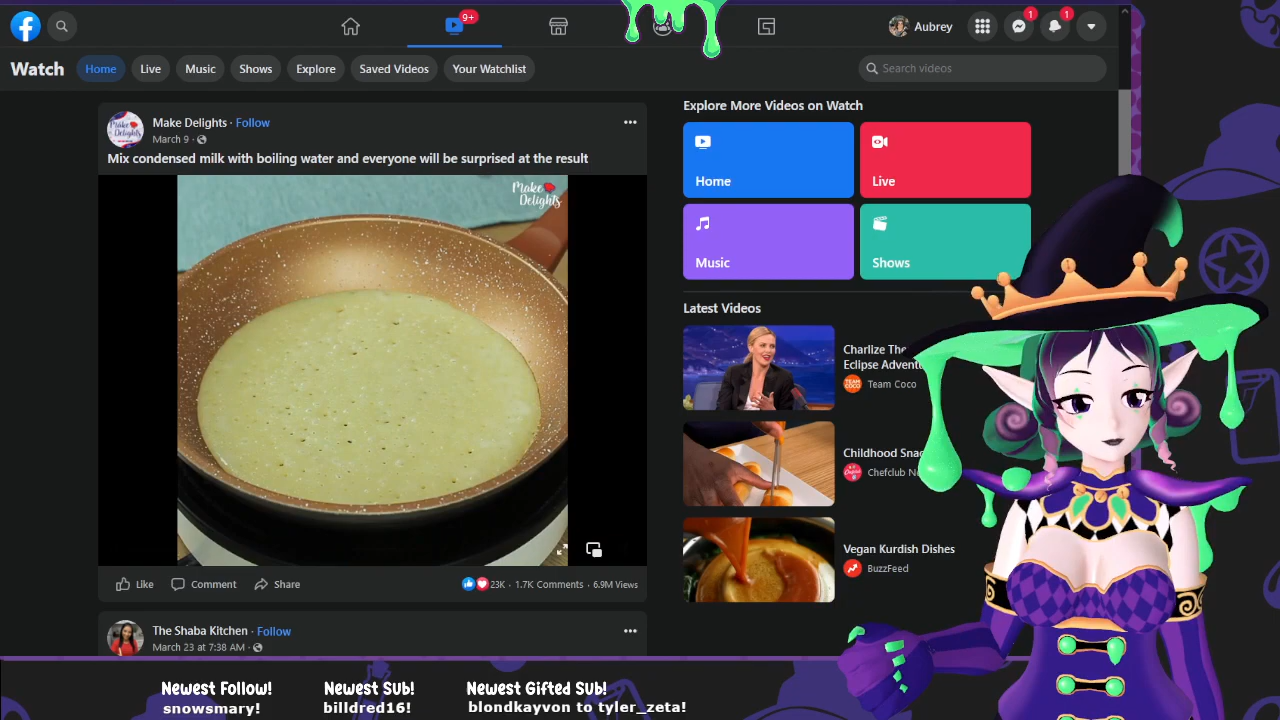 9+
Aubrey
1
1
Watch
Home
Live
Music
Shows
Explore
Saved Videos
Your Watchlist
Search videos
Make Delights · Follow
March 9 ·
Mix condensed milk with boiling water and everyone will be surprised at the result
Make
Delights
Like
Comment
Share
23K · 1.7K Comments · 6.9M Views
The Shaba Kitchen · Follow
March 23 at 7:38 AM ·
Explore More Videos on Watch
Home
Live
Music
Shows
Latest Videos
Charlize The
Eclipse Advent
Team Coco
Childhood Snac
Chefclub Ne
Vegan Kurdish Dishes
BuzzFeed
Newest Follow!
snowsmary!
Newest Sub!
billdred16!
Newest Gifted Sub!
blondkayvon to tyler_zeta!